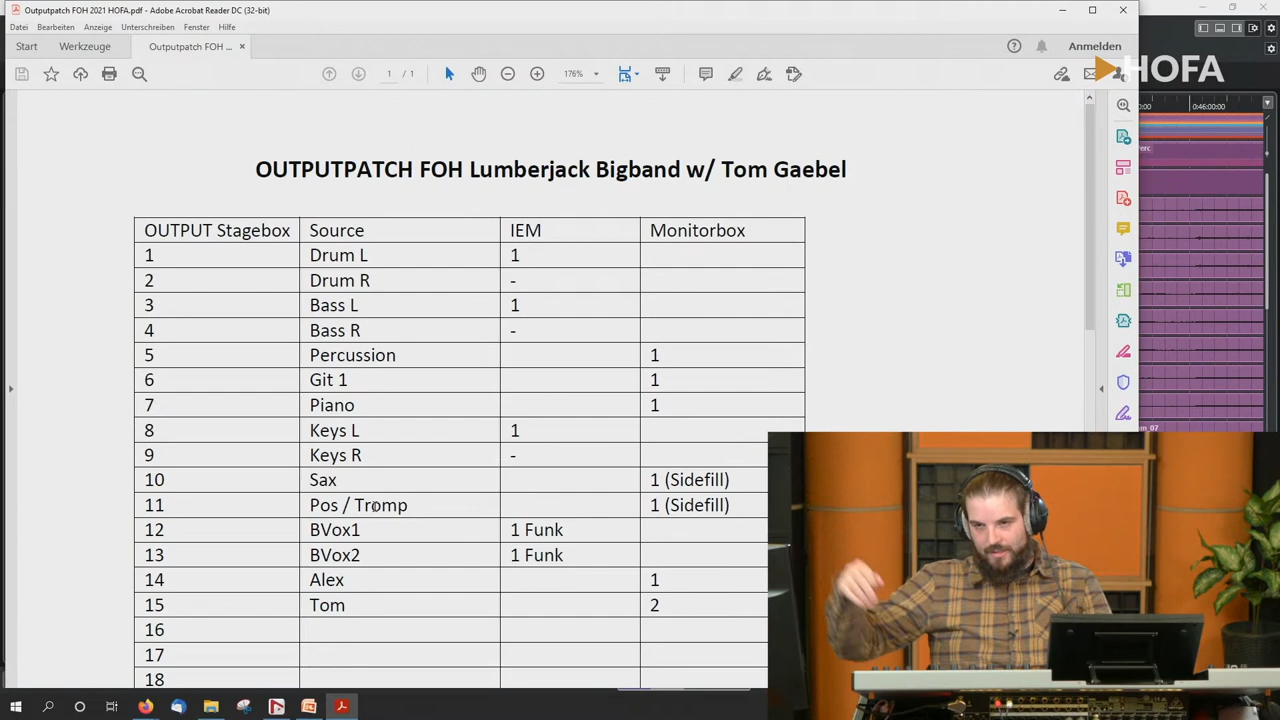 Outputpatch FOH 2021 HOFA.pdf - Adobe Acrobat Reader DC (32-bit)
Datei Bearbeiten Anzeige Unterschreiben Fenster Hilfe
Start Werkzeuge Outputpatch FOH ... Anmelden
1 / 1 176%
HOFA
0:46:00:00
OUTPUTPATCH FOH Lumberjack Bigband w/ Tom Gaebel
OUTPUT Stagebox Source IEM Monitorbox
1 Drum L 1
2 Drum R -
3 Bass L 1
4 Bass R -
5 Percussion 1
6 Git 1 1
7 Piano 1
8 Keys L 1
9 Keys R -
10 Sax 1 (Sidefill)
11 Pos / Tromp 1 (Sidefill)
12 BVox1 1 Funk
13 BVox2 1 Funk
14 Alex 1
15 Tom 2
16
17
18